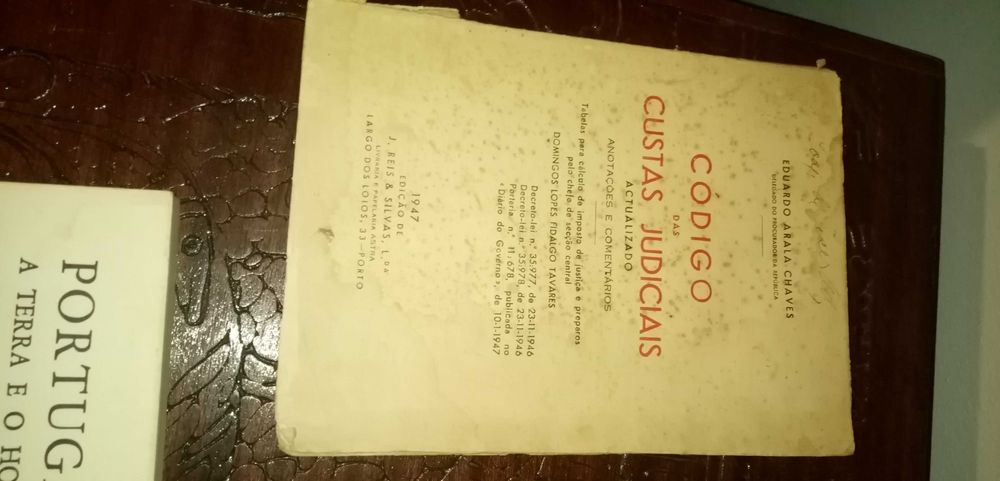 EDUARDO ARALA CHAVES
DELEGADO DO PROCURADOR DA REPÚBLICA
CÓDIGO
DAS
CUSTAS JUDICIAIS
ACTUALIZADO
ANOTAÇÕES E COMENTÁRIOS
Tabelas para cálculo do imposto de justiça e preparos
pelo chefe de secção central
DOMINGOS LOPES FIDALGO TAVARES
Decreto-lei n.° 35:977, de 23-11-1946
Decreto-lei n.° 35:978, de 23-11-1946
Portaria n.° 11:678, publicada no
«Diário do Governo», de 10-1-1947
1947
EDIÇÃO DE
J. REIS & SILVAS, L.DA
LIVRARIA E PAPELARIA ASTRA
LARGO DOS LOIOS, 33 - PORTO
PORTUG
A TERRA E O HO